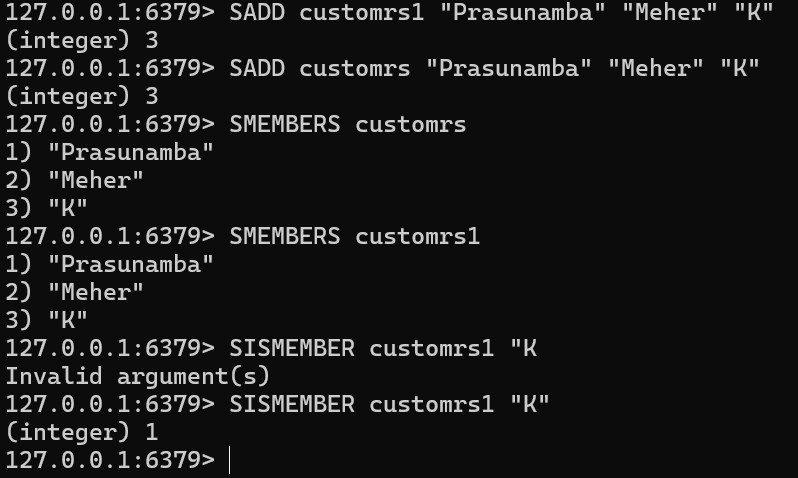 127.0.0.1:6379> SADD customrs1 "Prasunamba" "Meher" "K"
(integer) 3
127.0.0.1:6379> SADD customrs "Prasunamba" "Meher" "K"
(integer) 3
127.0.0.1:6379> SMEMBERS customrs
1) "Prasunamba"
2) "Meher"
3) "K"
127.0.0.1:6379> SMEMBERS customrs1
1) "Prasunamba"
2) "Meher"
3) "K"
127.0.0.1:6379> SISMEMBER customrs1 "K
Invalid argument(s)
127.0.0.1:6379> SISMEMBER customrs1 "K"
(integer) 1
127.0.0.1:6379>